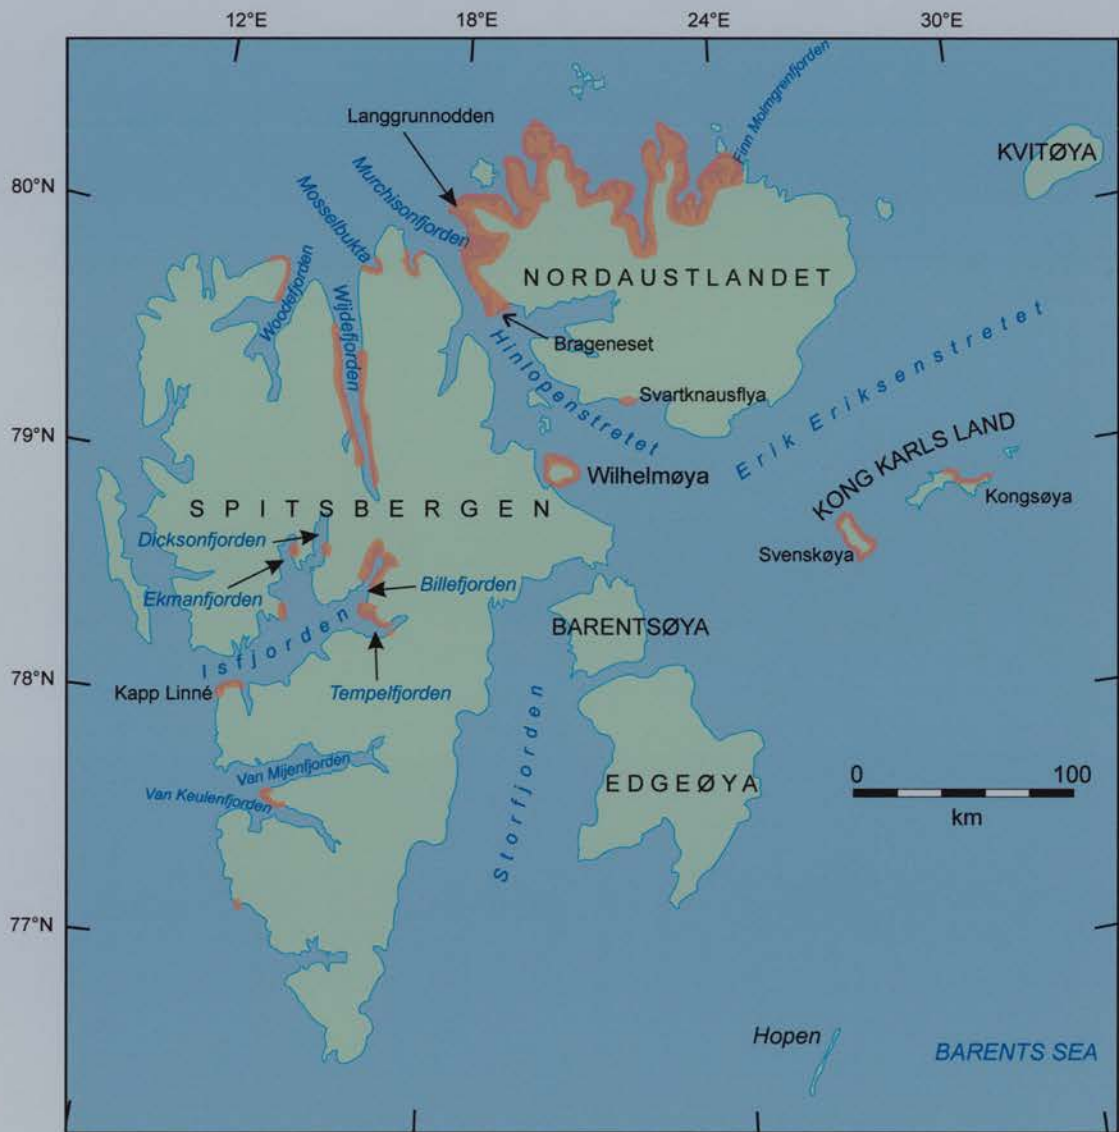 12°E
18°E
24°E
30°E
80°N
79°N
78°N
77°N
Langgrunnodden
Finn Molmgrenfjorden
KVITØYA
Murchisonfjorden
Mosselbukta
Woodefjorden
Wijdefjorden
NORDAUSTLANDET
Brageneset
Hinlopenstretet
Svartknausflya
Erik Eriksenstretet
Wilhelmøya
KONG KARLS LAND
Kongsøya
Svenskøya
SPITSBERGEN
Dicksonfjorden
Ekmanfjorden
Billefjorden
Isfjorden
BARENTSØYA
Kapp Linné
Tempelfjorden
Storfjorden
Van Mijenfjorden
Van Keulenfjorden
EDGEØYA
0
100
km
Hopen
BARENTS SEA